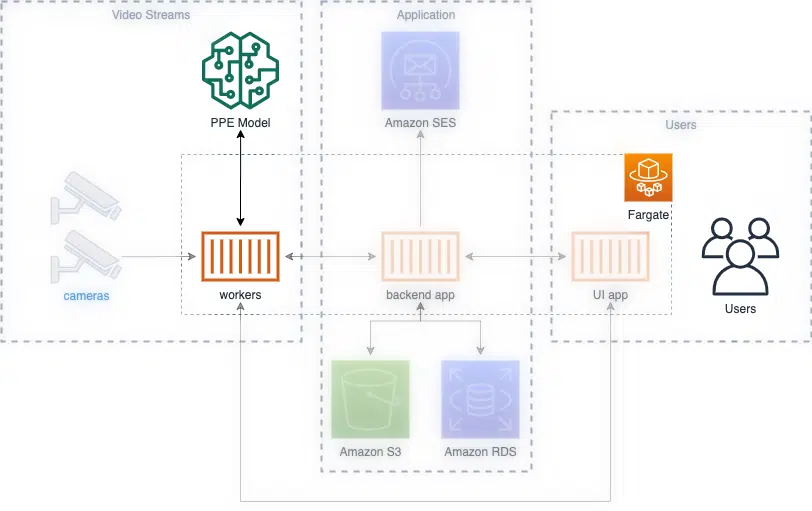 Video Streams
Application
PPE Model
Amazon SES
Users
Fargate
cameras
workers
backend app
UI app
Users
Amazon S3
Amazon RDS